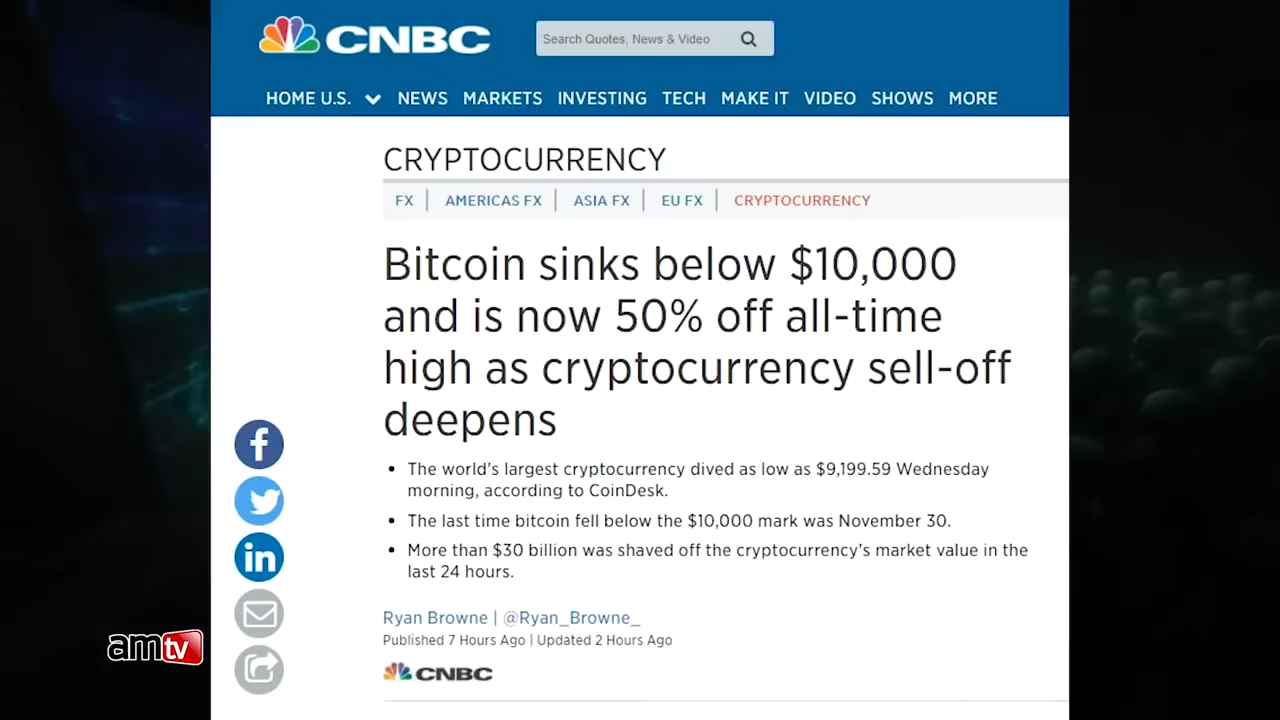 CNBC
Search Quotes, News & Video
HOME U.S. NEWS MARKETS INVESTING TECH MAKE IT VIDEO SHOWS MORE
CRYPTOCURRENCY
FX | AMERICAS FX | ASIA FX | EU FX | CRYPTOCURRENCY
Bitcoin sinks below $10,000
and is now 50% off all-time
high as cryptocurrency sell-off
deepens
• The world's largest cryptocurrency dived as low as $9,199.59 Wednesday
morning, according to CoinDesk.
• The last time bitcoin fell below the $10,000 mark was November 30.
• More than $30 billion was shaved off the cryptocurrency's market value in the
last 24 hours.
Ryan Browne | @Ryan_Browne_
Published 7 Hours Ago | Updated 2 Hours Ago
CNBC
f
in
amtv